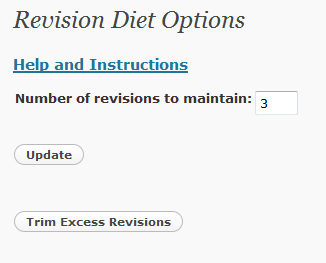 Revision Diet Options
Help and Instructions
Number of revisions to maintain: 3
Update
Trim Excess Revisions